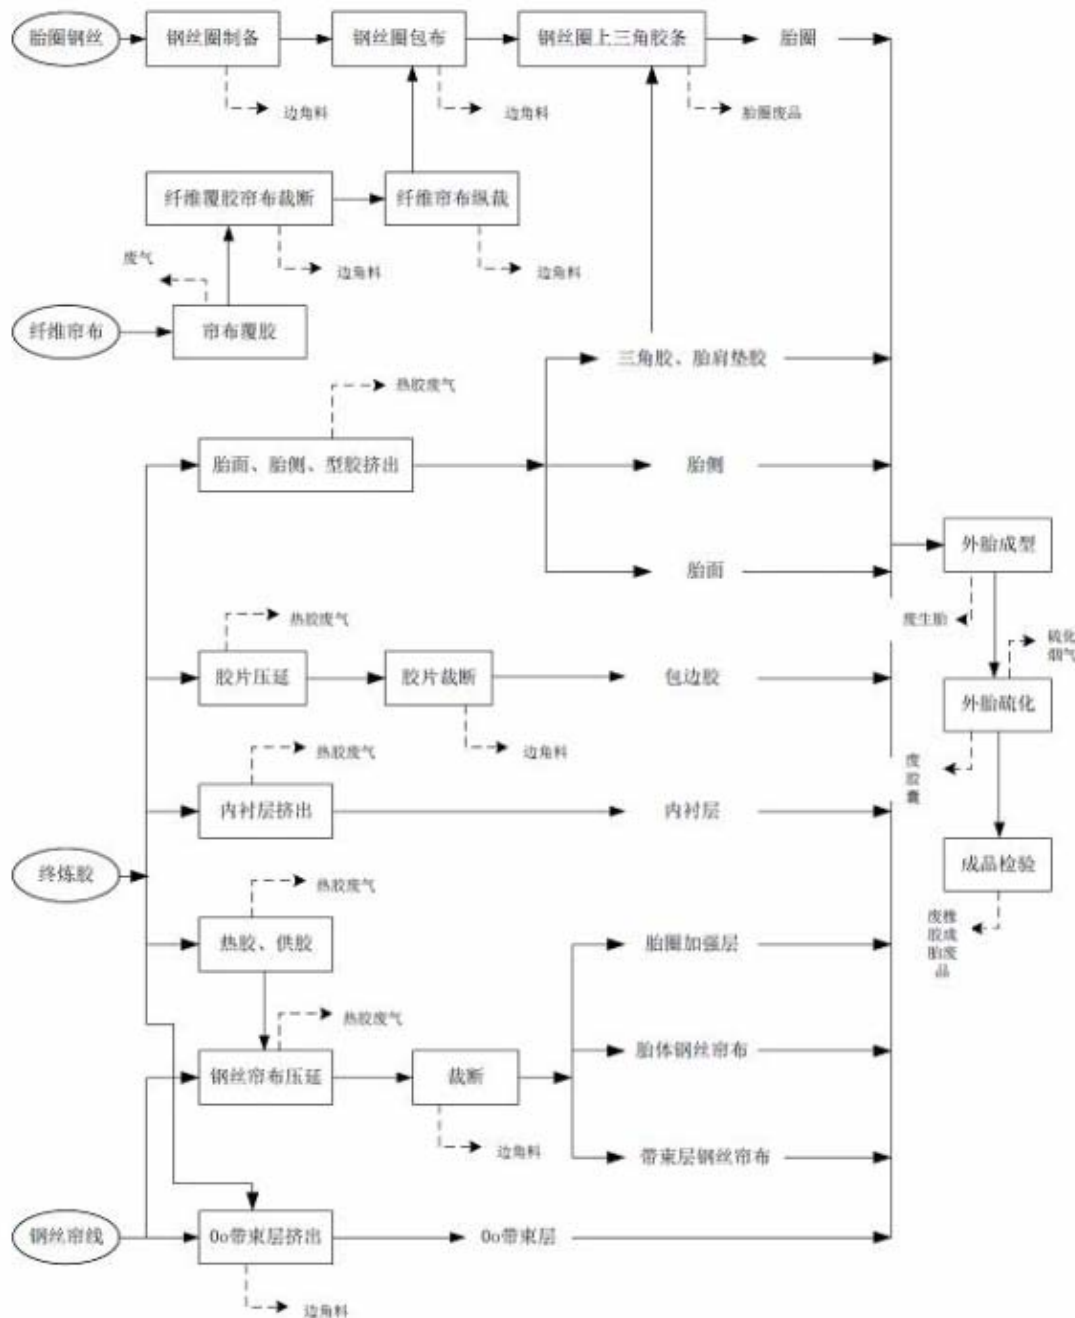 胎圈钢丝
钢丝圈制备
钢丝圈包布
钢丝圈上三角胶条
胎圈
边角料
边角料
胎圈废品
纤维覆胶帘布裁断
纤维帘布纵裁
废气
边角料
边角料
纤维帘布
帘布覆胶
三角胶、胎肩垫胶
热胶废气
胎面、胎侧、型胶挤出
胎侧
外胎成型
胎面
热胶废气
废生胎
硫化
烟气
胶片压延
胶片裁断
包边胶
外胎硫化
热胶废气
边角料
废
胶
囊
内衬层挤出
内衬层
终炼胶
成品检验
热胶废气
热胶、供胶
胎圈加强层
废橡
胶成
胎废
品
热胶废气
钢丝帘布压延
裁断
胎体钢丝帘布
边角料
带束层钢丝帘布
钢丝帘线
0o带束层挤出
0o带束层
边角料